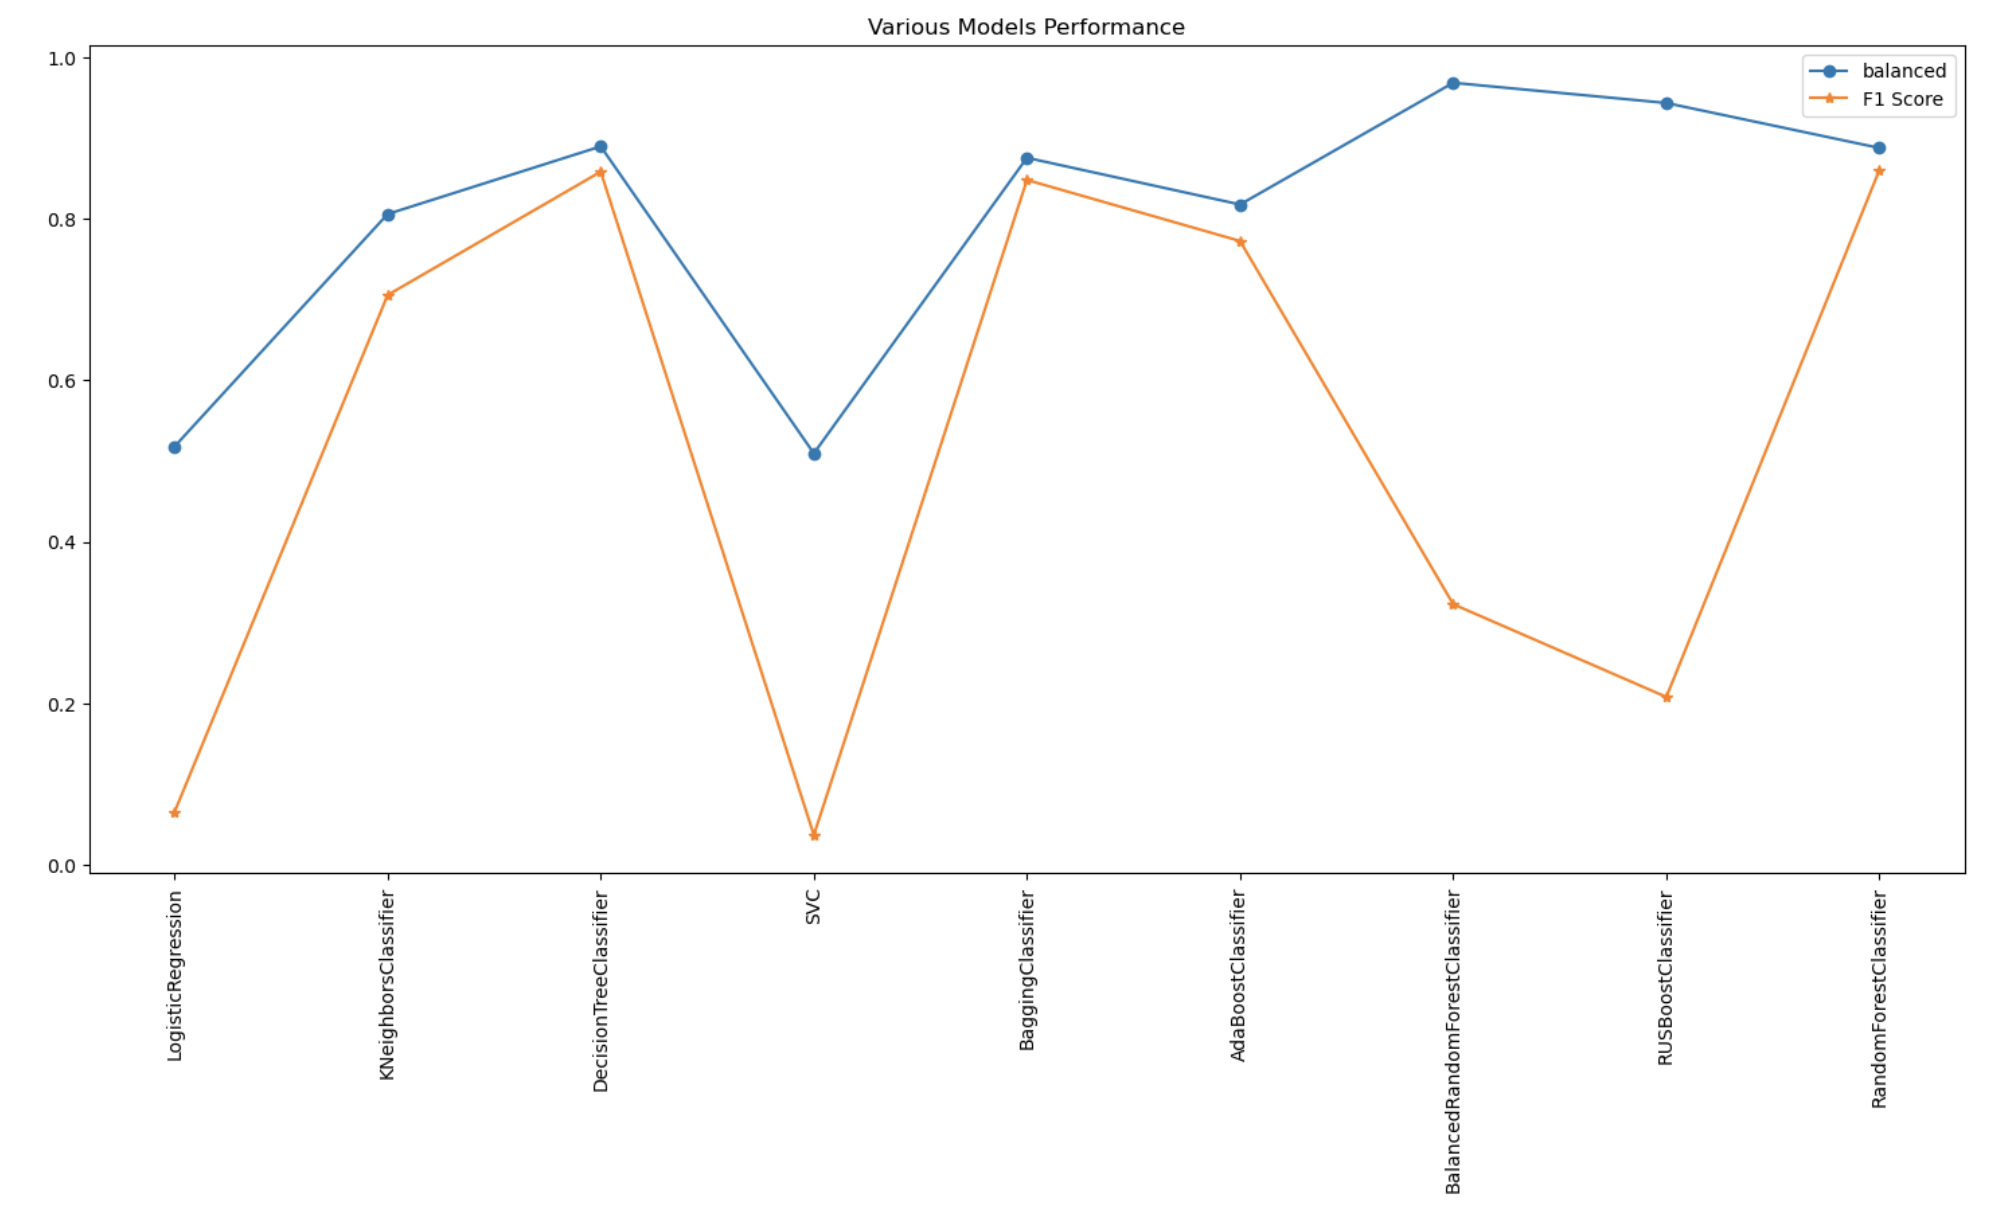 Various Models Performance
balanced
F1 Score
1.0
0.8
0.6
0.4
0.2
0.0
LogisticRegression
KNeighborsClassifier
DecisionTreeClassifier
SVC
BaggingClassifier
AdaBoostClassifier
BalancedRandomForestClassifier
RUSBoostClassifier
RandomForestClassifier